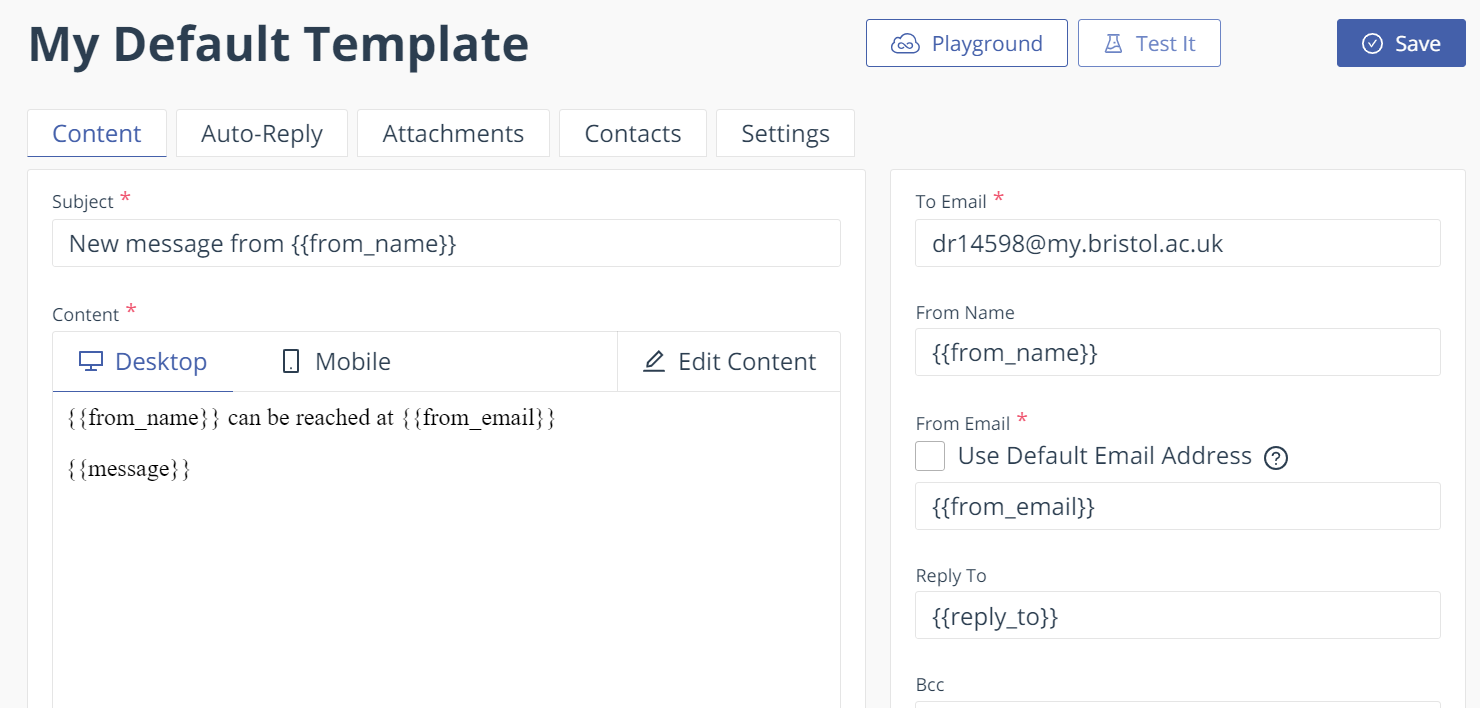 My Default Template
Playground
Test It
Save
Content
Auto-Reply
Attachments
Contacts
Settings
Subject *
New message from {{from_name}}
Content *
Desktop
Mobile
Edit Content
{{from_name}} can be reached at {{from_email}}
{{message}}
To Email *
dr14598@my.bristol.ac.uk
From Name
{{from_name}}
From Email *
Use Default Email Address ?
{{from_email}}
Reply To
{{reply_to}}
Bcc